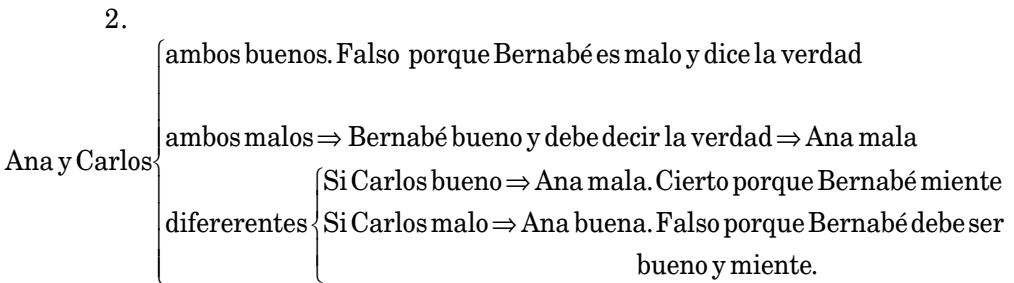 2.
ambos buenos. Falso porque Bernabé es malo y dice la verdad
ambos malos ⇒ Bernabé bueno y debe decir la verdad ⇒ Ana mala
Ana y Carlos
difererentes
Si Carlos bueno ⇒ Ana mala. Cierto porque Bernabé miente
Si Carlos malo ⇒ Ana buena. Falso porque Bernabé debe ser
bueno y miente.